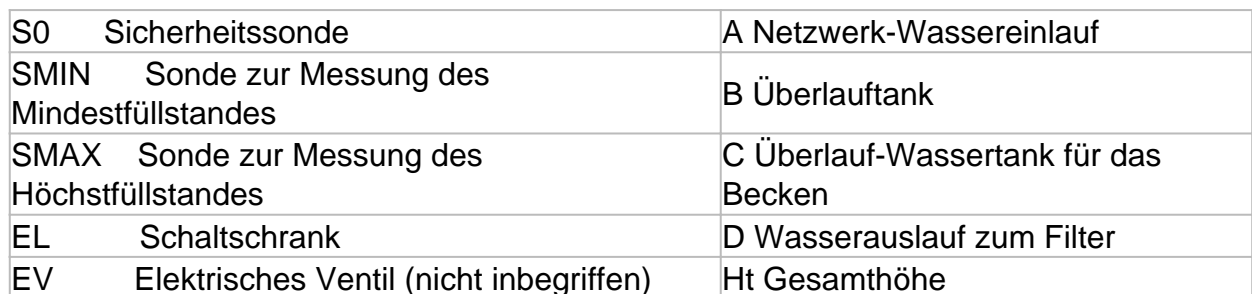 S0 Sicherheitssonde
A Netzwerk-Wassereinlauf
SMIN Sonde zur Messung des
Mindestfüllstandes
B Überlauftank
SMAX Sonde zur Messung des
Höchstfüllstandes
C Überlauf-Wassertank für das
Becken
EL Schaltschrank
D Wasserauslauf zum Filter
EV Elektrisches Ventil (nicht inbegriffen)
Ht Gesamthöhe